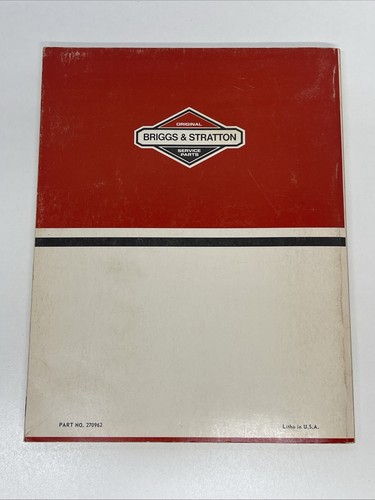 ORIGINAL
BRIGGS & STRATTON
SERVICE
PARTS
PART NO. 270962
Litho in U.S.A.